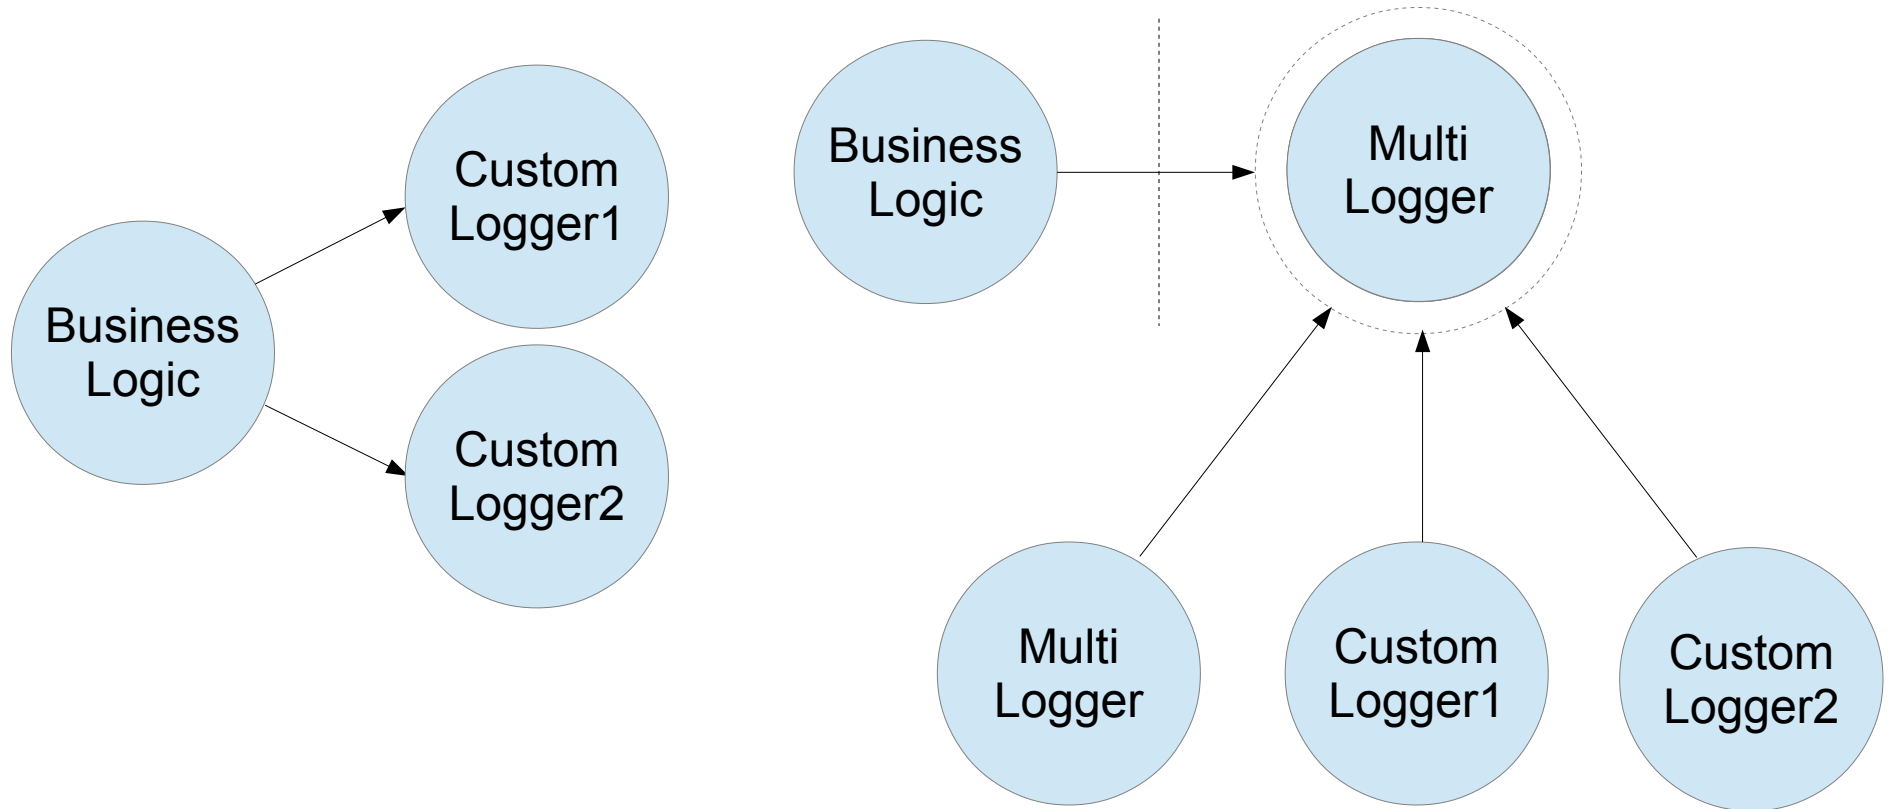 Business
Logic
Custom
Logger1
Custom
Logger2
Business
Logic
Multi
Logger
Multi
Logger
Custom
Logger1
Custom
Logger2